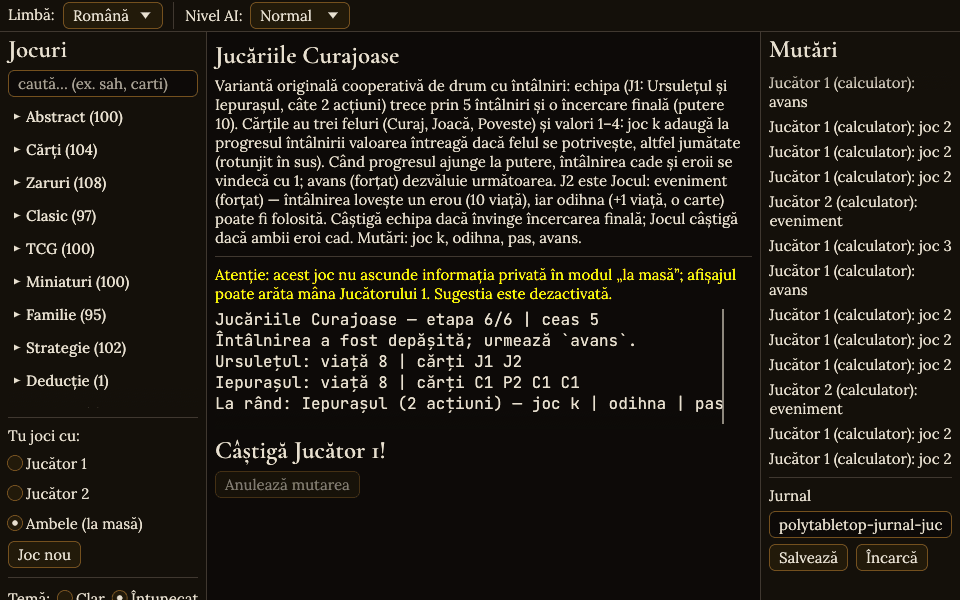 Limbă: Română ▼ Nivel AI: Normal ▼
Jocuri
caută... (ex. sah, carti)
▸ Abstract (100)
▸ Cărți (104)
▸ Zaruri (108)
▸ Clasic (97)
▸ TCG (100)
▸ Miniaturi (100)
▸ Familie (95)
▸ Strategie (102)
▸ Deducție (1)
Tu joci cu:
Jucător 1
Jucător 2
Ambele (la masă)
Joc nou
Temă: Clar Întunecat
Jucăriile Curajoase
Variantă originală cooperativă de drum cu întâlniri: echipa (J1: Ursulețul și
Iepurașul, câte 2 acțiuni) trece prin 5 întâlniri și o încercare finală (putere
10). Cărțile au trei feluri (Curaj, Joacă, Poveste) și valori 1–4: joc k adaugă la
progresul întâlnirii valoarea întreagă dacă felul se potrivește, altfel jumătate
(rotunjit în sus). Când progresul ajunge la putere, întâlnirea cade și eroii se
vindecă cu 1; avans (forțat) dezvăluie următoarea. J2 este Jocul: eveniment
(forțat) — întâlnirea lovește un erou (10 viață), iar odihna (+1 viață, o carte)
poate fi folosită. Câștigă echipa dacă învinge încercarea finală; Jocul câștigă
dacă ambii eroi cad. Mutări: joc k, odihna, pas, avans.
Atenție: acest joc nu ascunde informația privată în modul „la masă”; afișajul
poate arăta mâna Jucătorului 1. Sugestia este dezactivată.
Jucăriile Curajoase — etapa 6/6 | ceas 5
Întâlnirea a fost depășită; urmează `avans`.
Ursulețul: viață 8 | cărți J1 J2
Iepurașul: viață 8 | cărți C1 P2 C1 C1
La rând: Iepurașul (2 acțiuni) — joc k | odihna | pas
Câștigă Jucător 1!
Anulează mutarea
Mutări
Jucător 1 (calculator):
avans
Jucător 1 (calculator): joc 2
Jucător 1 (calculator): joc 2
Jucător 1 (calculator): joc 2
Jucător 2 (calculator):
eveniment
Jucător 1 (calculator): joc 3
Jucător 1 (calculator):
avans
Jucător 1 (calculator): joc 2
Jucător 1 (calculator): joc 2
Jucător 1 (calculator): joc 2
Jucător 2 (calculator):
eveniment
Jucător 1 (calculator): joc 2
Jucător 1 (calculator): joc 2
Jurnal
polytabletop-jurnal-juc
Salvează Încarcă